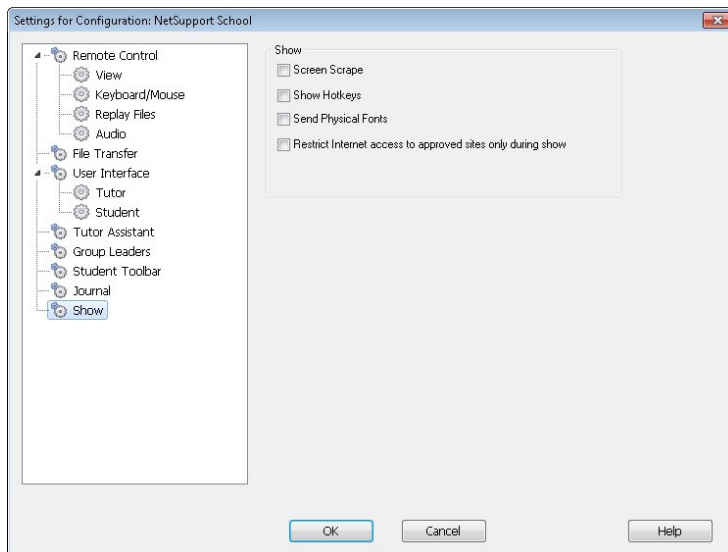 Settings for Configuration: NetSupport School
Remote Control
View
Keyboard/Mouse
Replay Files
Audio
File Transfer
User Interface
Tutor
Student
Tutor Assistant
Group Leaders
Student Toolbar
Journal
Show
Show
Screen Scrape
Show Hotkeys
Send Physical Fonts
Restrict Internet access to approved sites only during show
OK
Cancel
Help